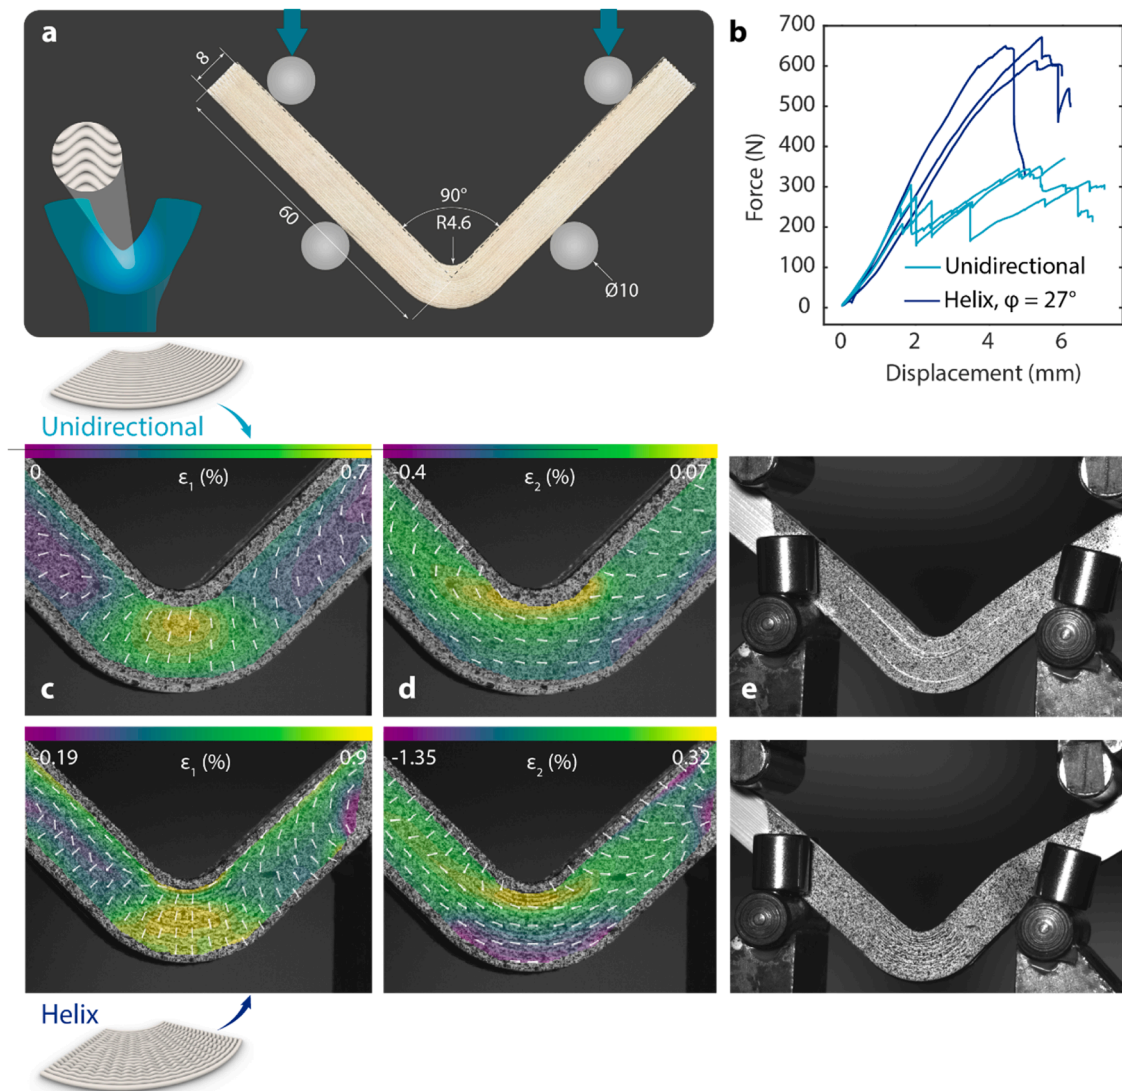 a
8
60
90°
R4.6
Ø10
b
Force (N)
700
600
500
400
300
200
100
0
Unidirectional
Helix, φ = 27°
0
2
4
6
Displacement (mm)
Unidirectional
0
ε₁ (%)
0.7
-0.4
ε₂ (%)
0.07
c
d
e
-0.19
ε₁ (%)
0.9
-1.35
ε₂ (%)
0.32
Helix